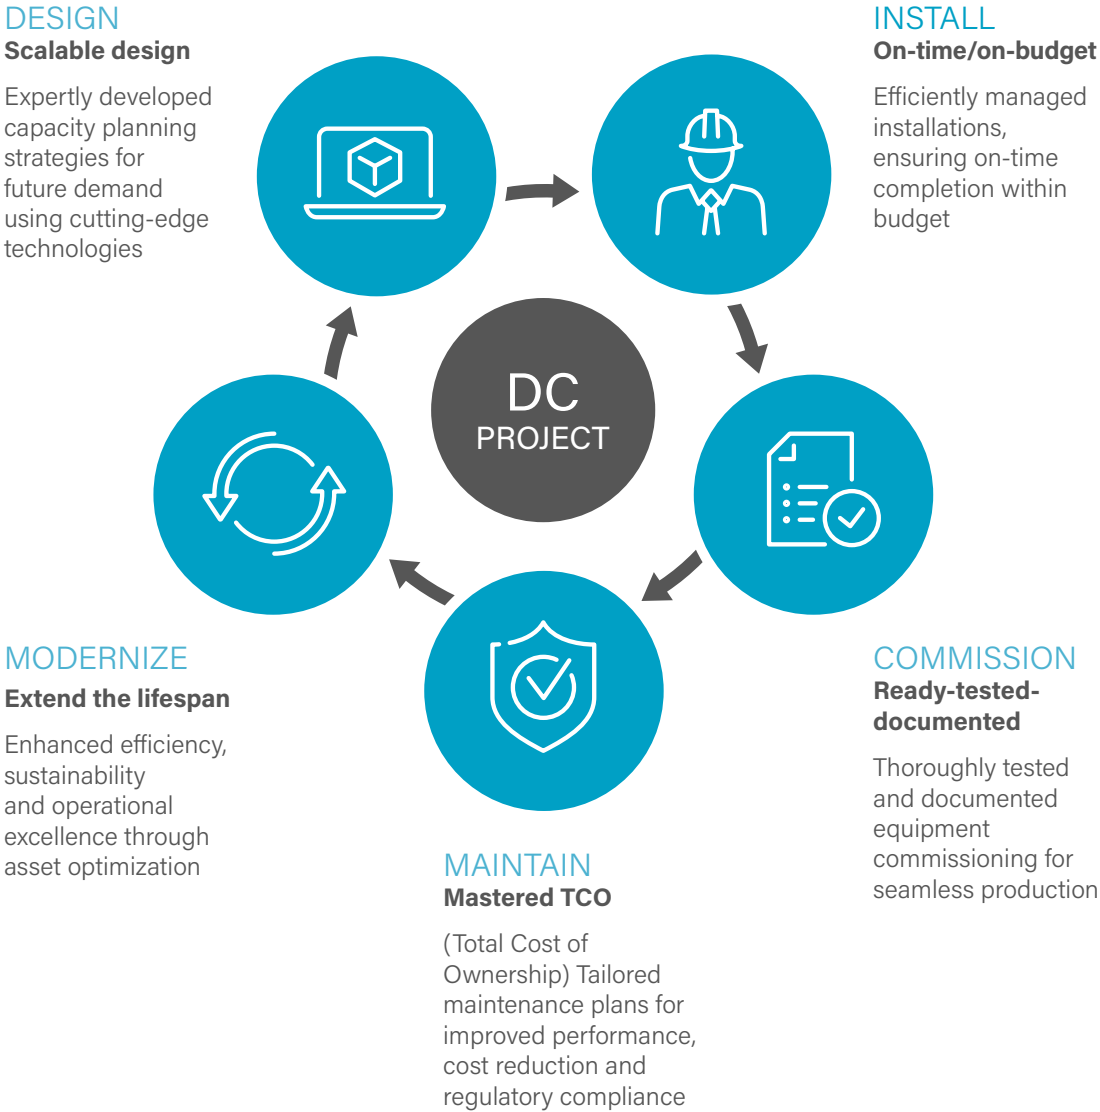 DESIGN
Scalable design
Expertly developed
capacity planning
strategies for
future demand
using cutting-edge
technologies
INSTALL
On-time/on-budget
Efficiently managed
installations,
ensuring on-time
completion within
budget
DC
PROJECT
MODERNIZE
Extend the lifespan
Enhanced efficiency,
sustainability
and operational
excellence through
asset optimization
MAINTAIN
Mastered TCO
(Total Cost of
Ownership) Tailored
maintenance plans for
improved performance,
cost reduction and
regulatory compliance
COMMISSION
Ready-tested-
documented
Thoroughly tested
and documented
equipment
commissioning for
seamless production